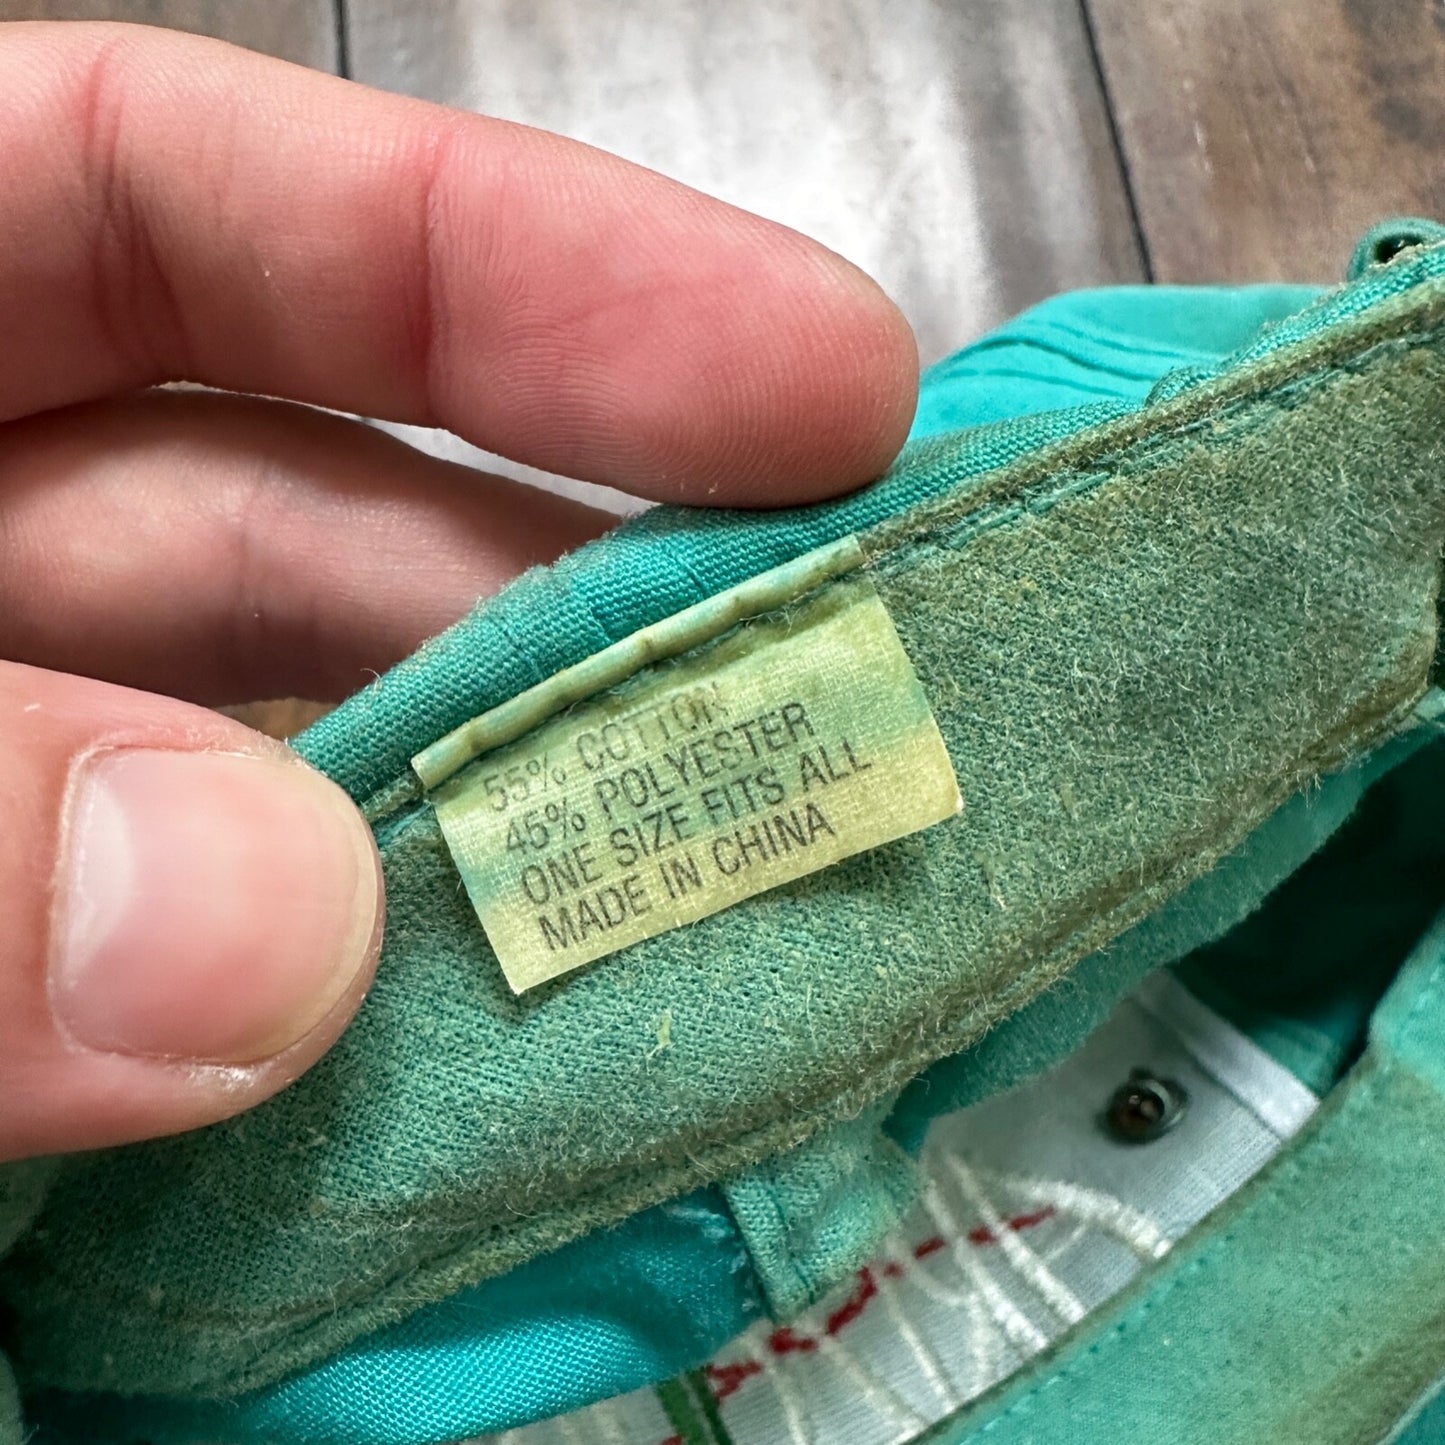 55% COTTON
45% POLYESTER
ONE SIZE FITS ALL
MADE IN CHINA